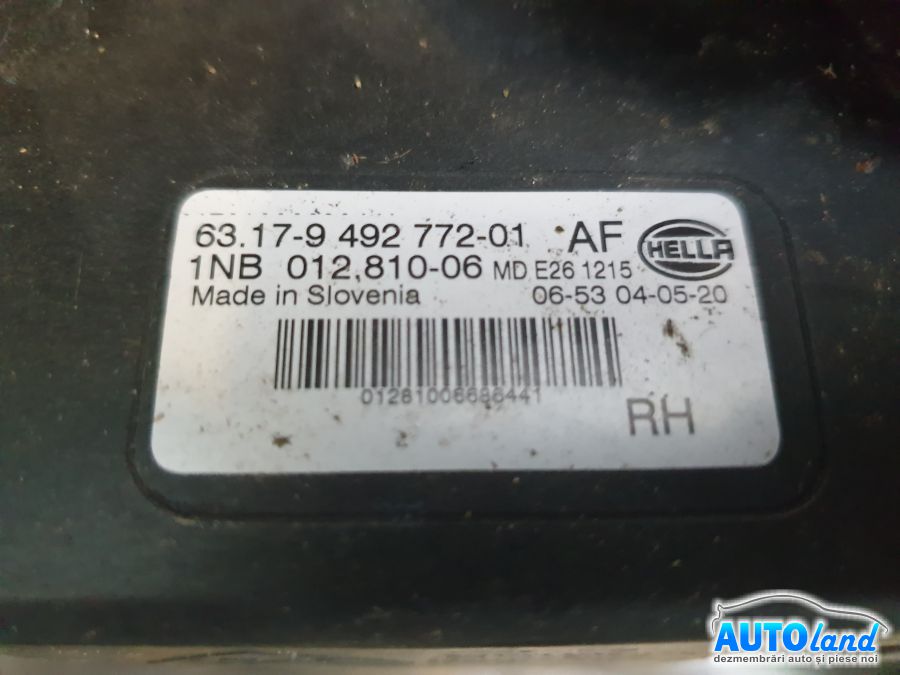 63.17-9 492 772-01 AF HELLA
1NB 012.810-06 MD E26 1215
Made in Slovenia 06-53 04-05-20
01281006686441
RH
AUTOland
dezmembrări auto și piese noi